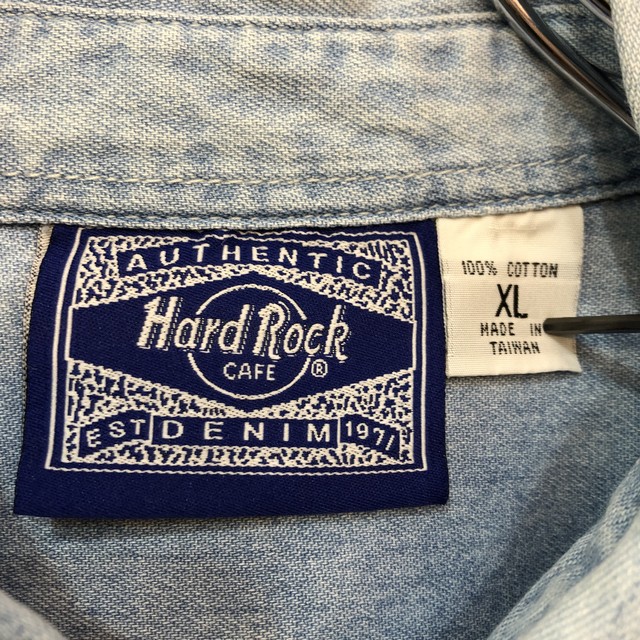 AUTHENTIC
Hard Rock
CAFE ®
EST DENIM 1971
100% COTTON
XL
MADE IN
TAIWAN